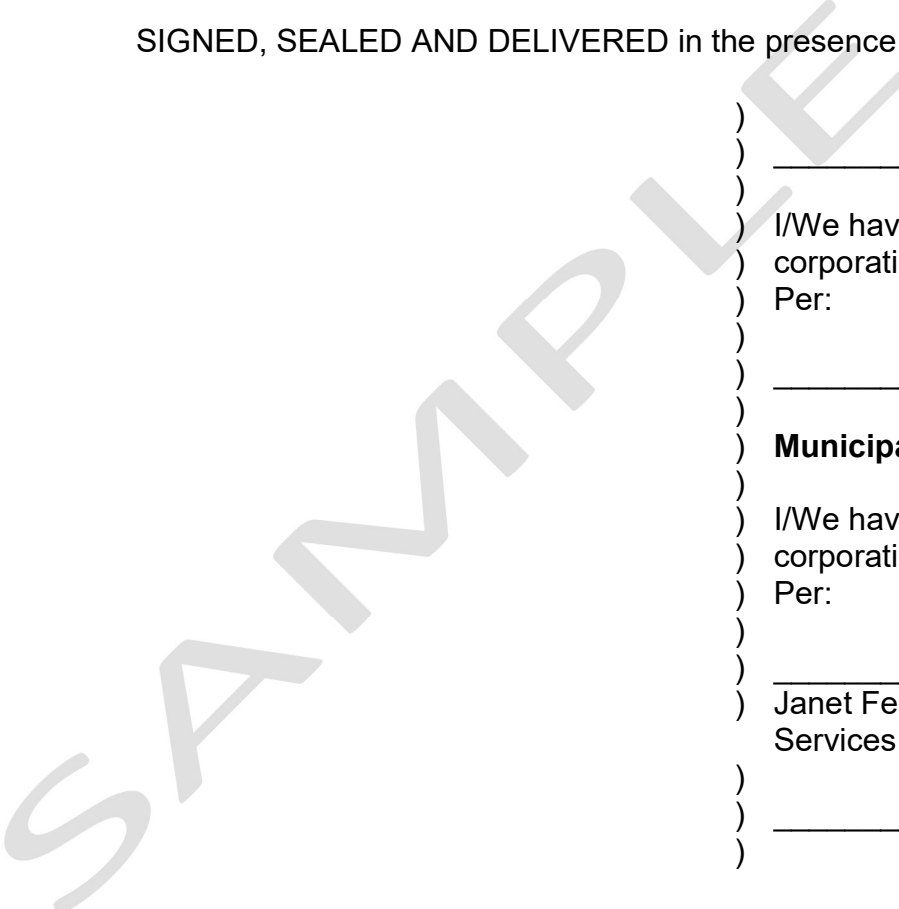 SIGNED, SEALED AND DELIVERED in the presence
)
) ________
)
) I/We hav
) corporati
) Per:
)
) ________
)
) Municipa
)
) I/We hav
) corporati
) Per:
)
) ________
) Janet Fe
Services
)
) ________
)
SAMPLE